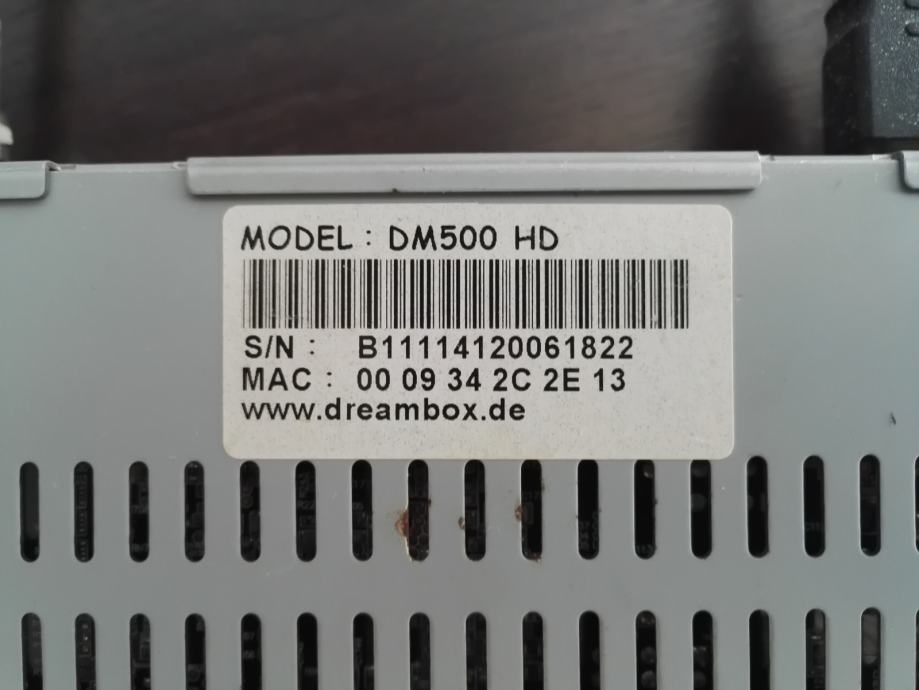 MODEL : DM500 HD
S/N : B11114120061822
MAC : 00 09 34 2C 2E 13
www.dreambox.de